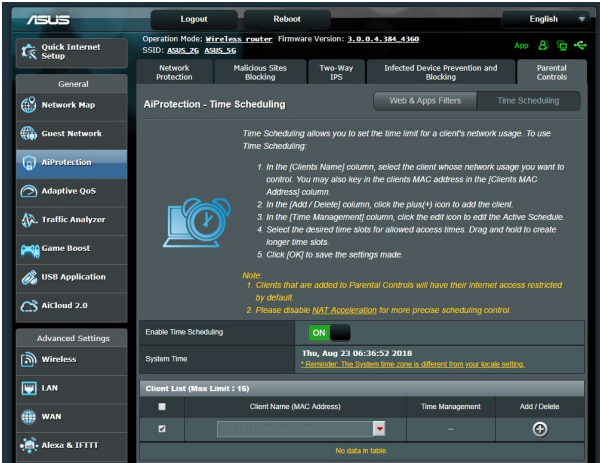 ASUS
Logout
Reboot
English
Operation Mode: Wireless router Firmware Version: 3.0.0.4.384_4360
SSID: ASUS_2G ASUS_5G
App
Quick Internet
Setup
General
Network Map
Guest Network
AiProtection
Adaptive QoS
Traffic Analyzer
Game Boost
USB Application
AiCloud 2.0
Advanced Settings
Wireless
LAN
WAN
Alexa & IFTTT
Network
Protection
Malicious Sites
Blocking
Two-Way
IPS
Infected Device Prevention and
Blocking
Parental
Controls
AiProtection - Time Scheduling
Web & Apps Filters
Time Scheduling
Time Scheduling allows you to set the time limit for a client's network usage. To use
Time Scheduling:
1. In the [Clients Name] column, select the client whose network usage you want to
control. You may also key in the clients MAC address in the [Clients MAC
Address] column.
2. In the [Add / Delete] column, click the plus(+) icon to add the client.
3. In the [Time Management] column, click the edit icon to edit the Active Schedule.
4. Select the desired time slots for allowed access times. Drag and hold to create
longer time slots.
5. Click [OK] to save the settings made.
Note:
1. Clients that are added to Parental Controls will have their internet access restricted
by default.
2. Please disable NAT Acceleration for more precise scheduling control.
Enable Time Scheduling
ON
System Time
Thu, Aug 23 06:36:52 2018
* Reminder: The System time zone is different from your locale setting.
Client List (Max Limit : 16)
Client Name (MAC Address)
Time Management
Add / Delete
–
No data in table.